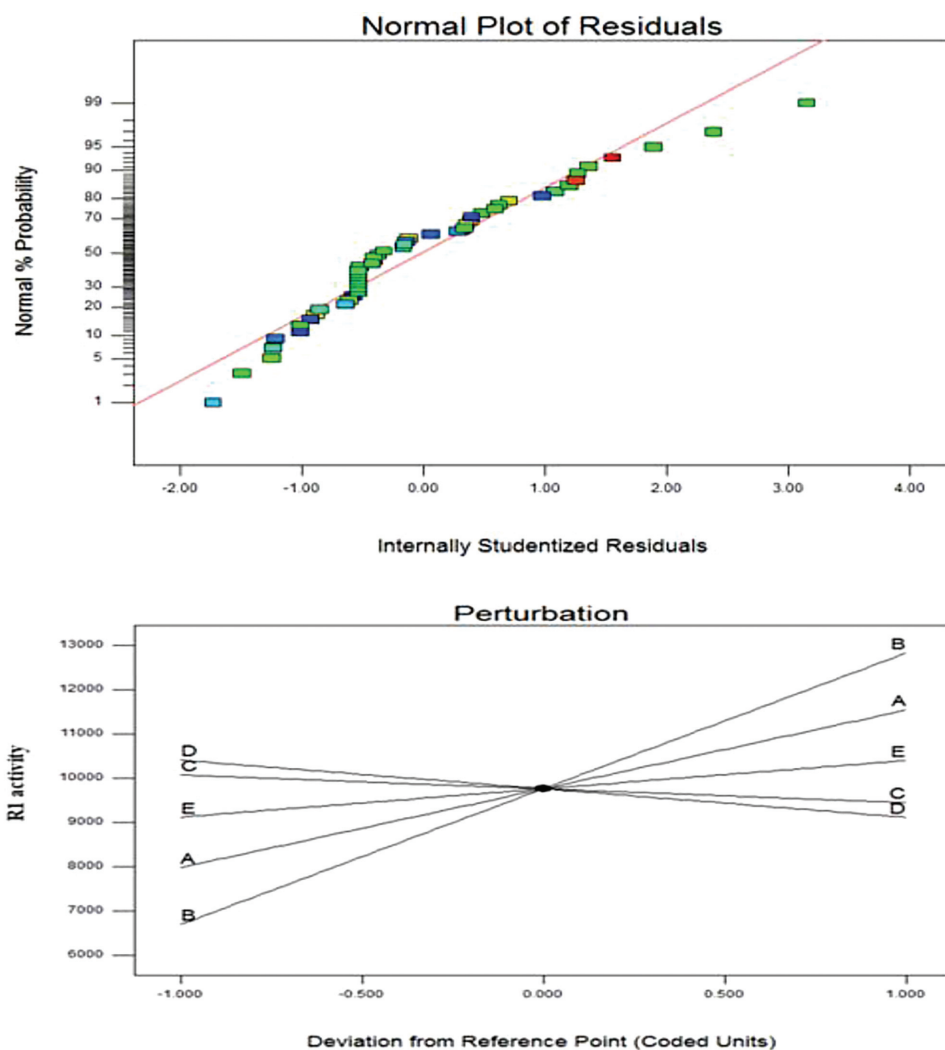 Normal Plot of Residuals
Normal % Probability
99
95
90
80
70
50
30
20
10
5
1
-2.00 -1.00 0.00 1.00 2.00 3.00 4.00
Internally Studentized Residuals
Perturbation
RI activity
13000
12000
11000
10000
9000
8000
7000
6000
D
C
E
A
B
B
A
E
C
D
-1.000 -0.500 0.000 0.500 1.000
Deviation from Reference Point (Coded Units)